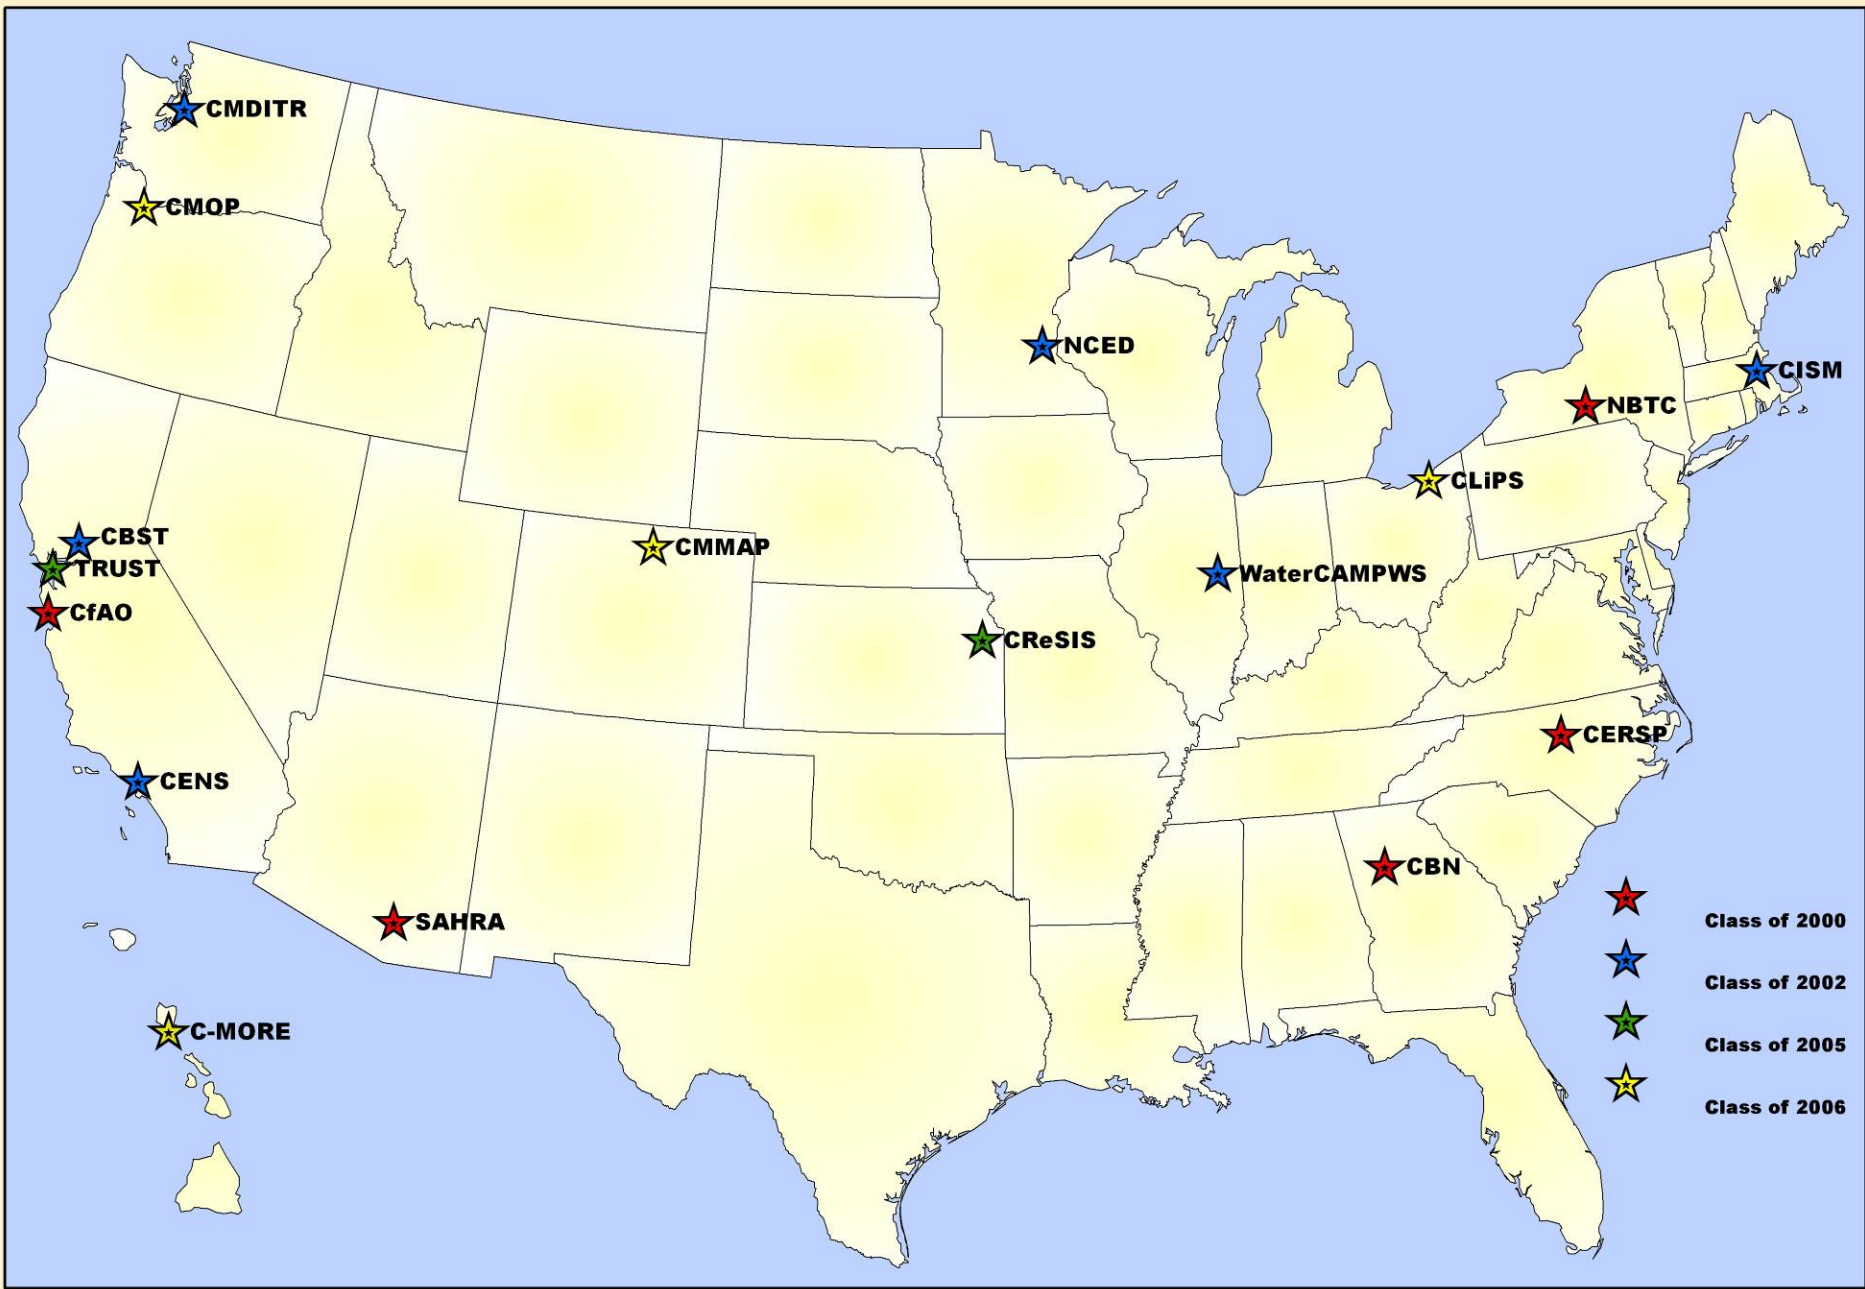 CMDITR
CMOP
NCED
CISM
NBTC
CLiPS
CBST
CMMAP
TRUST
WaterCAMPWS
CfAO
CReSIS
CERSP
CENS
CBN
SAHRA
C-MORE
Class of 2000
Class of 2002
Class of 2005
Class of 2006